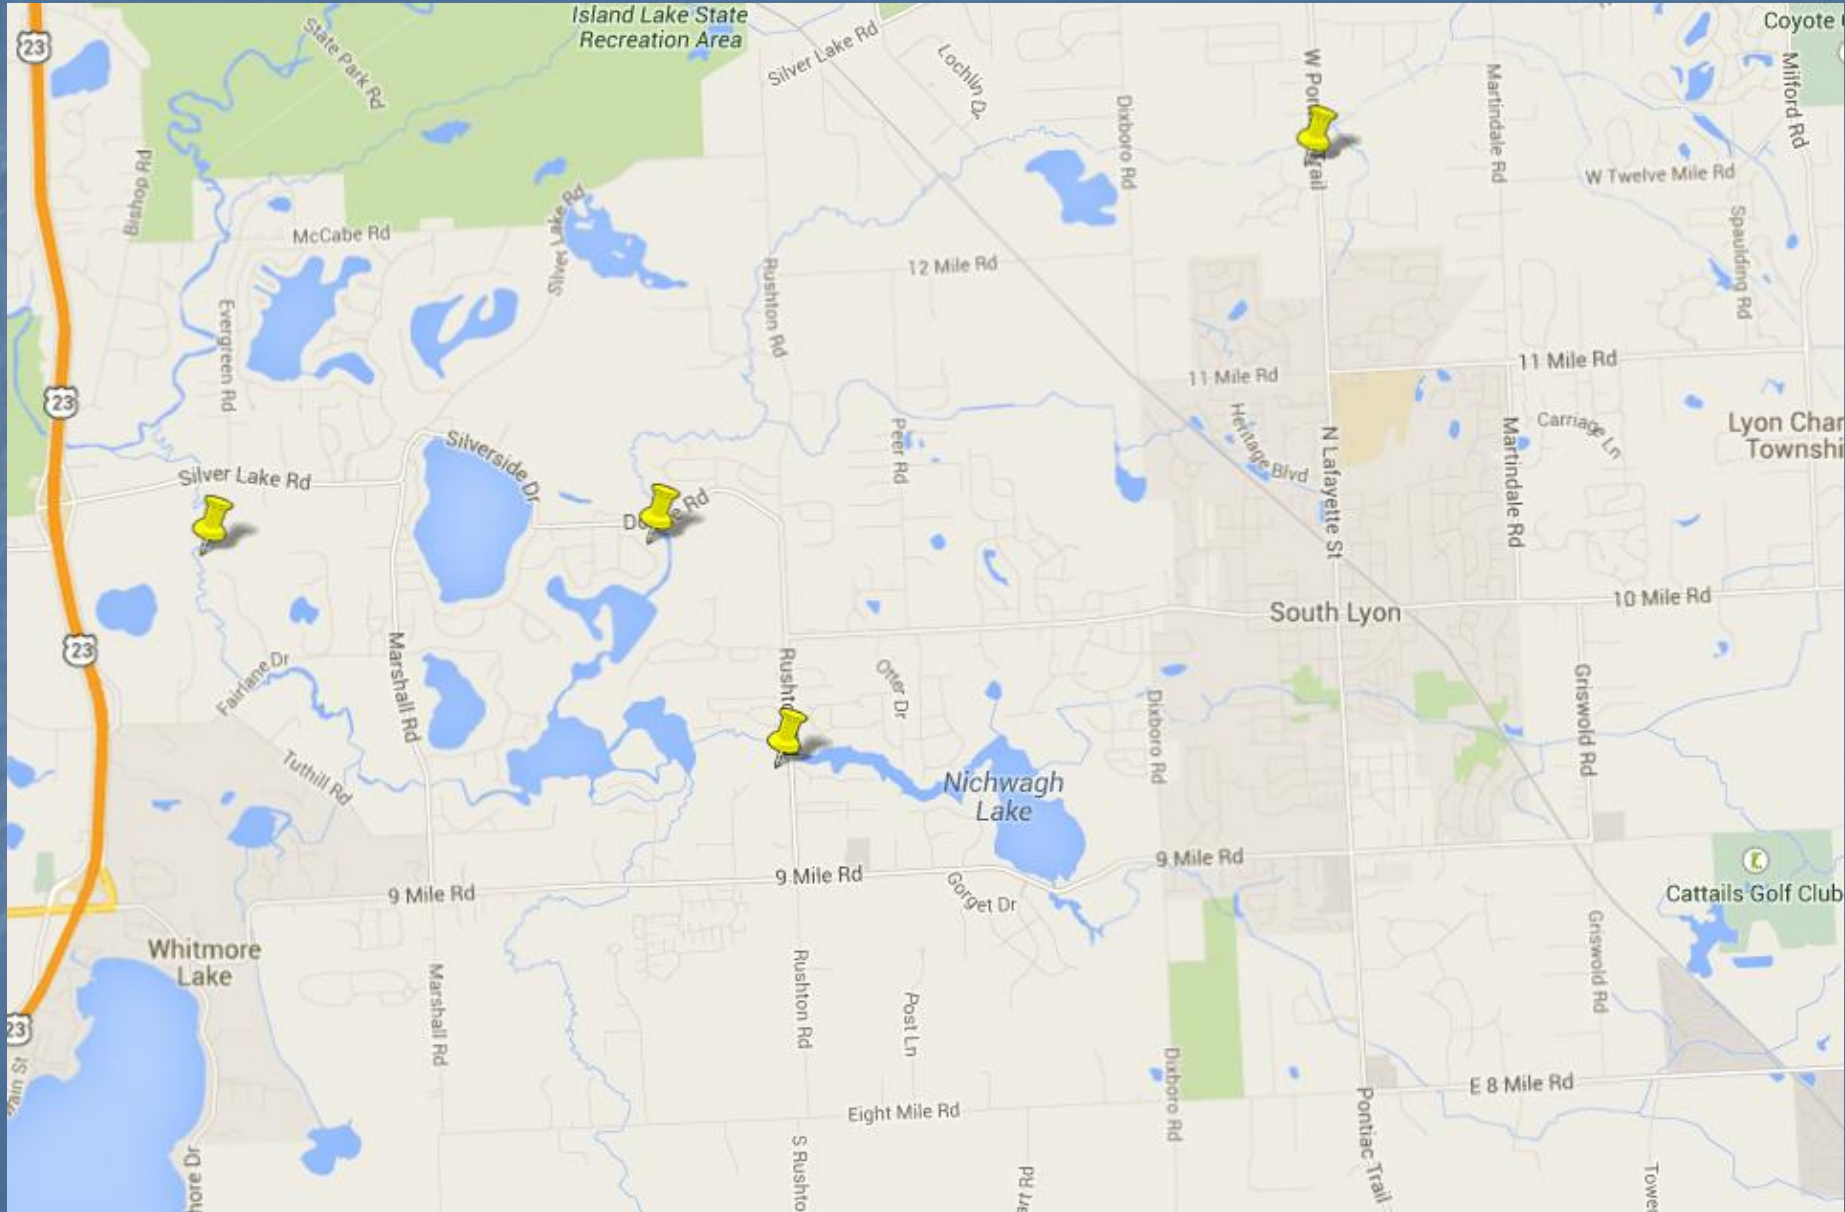 Island Lake State
Recreation Area
23
State Park Rd
Silver Lake Rd
Lochlin Dr
Coyote
Milford Rd
Martindale Rd
Dixboro Rd
Trail
W Twelve Mile Rd
Bishop Rd
McCabe Rd
Silver Lake Rd
Spaulding Rd
12 Mile Rd
Rushton Rd
Evergreen Rd
11 Mile Rd
11 Mile Rd
23
Heritage Blvd
Peer Rd
N Lafayette St
Martindale Rd
Carriage Ln
Lyon Char
Townshi
Silverside Dr
Silver Lake Rd
Rd
10 Mile Rd
South Lyon
23
Fairlane Dr
Marshall Rd
Rushto
Otter Dr
Dixboro Rd
Griswold Rd
Tuthill Rd
Nichwagh
Lake
9 Mile Rd
9 Mile Rd
9 Mile Rd
Gorget Dr
Cattails Golf Club
Whitmore
Lake
Griswold Rd
Marshall Rd
Rushton Rd
Post Ln
23
E 8 Mile Rd
Eight Mile Rd
Dixboro Rd
Pontiac Trail
S Rushto
Tower